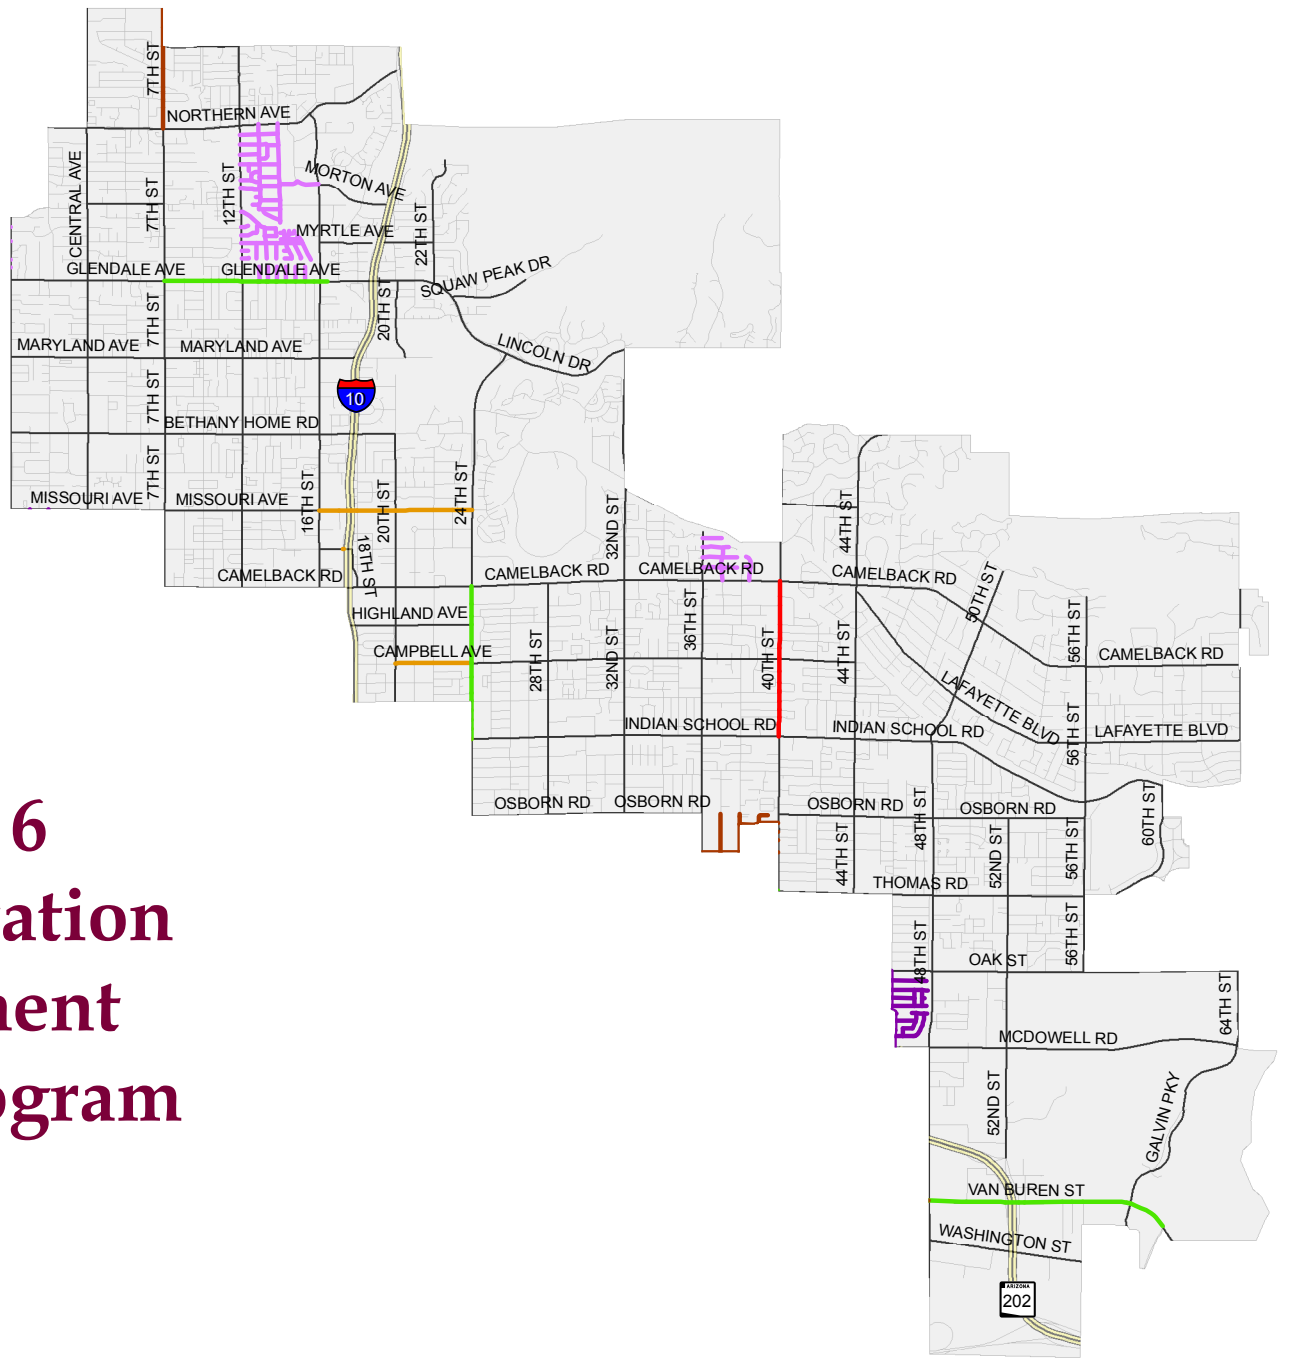 7TH ST
NORTHERN AVE
CENTRAL AVE
7TH ST
12TH ST
MORTON AVE
MYRTLE AVE
22TH ST
GLENDALE AVE
GLENDALE AVE
SQUAW PEAK DR
7TH ST
20TH ST
MARYLAND AVE
MARYLAND AVE
LINCOLN DR
7TH ST
10
BETHANY HOME RD
7TH ST
MISSOURI AVE
MISSOURI AVE
16TH ST
20TH ST
24TH ST
32ND ST
44TH ST
18TH ST
CAMELBACK RD
CAMELBACK RD
CAMELBACK RD
CAMELBACK RD
50TH ST
HIGHLAND AVE
36TH ST
56TH ST
CAMPBELL AVE
28TH ST
32ND ST
40TH ST
44TH ST
CAMELBACK RD
LAFAYETTE BLVD
INDIAN SCHOOL RD
INDIAN SCHOOL RD
56TH ST
LAFAYETTE BLVD
OSBORN RD
OSBORN RD
OSBORN RD
OSBORN RD
48TH ST
60TH ST
6
44TH ST
52ND ST
56TH ST
THOMAS RD
ation
48TH ST
56TH ST
OAK ST
ment
64TH ST
MCDOWELL RD
gram
52ND ST
GALVIN PKY
VAN BUREN ST
WASHINGTON ST
ARIZONA
202